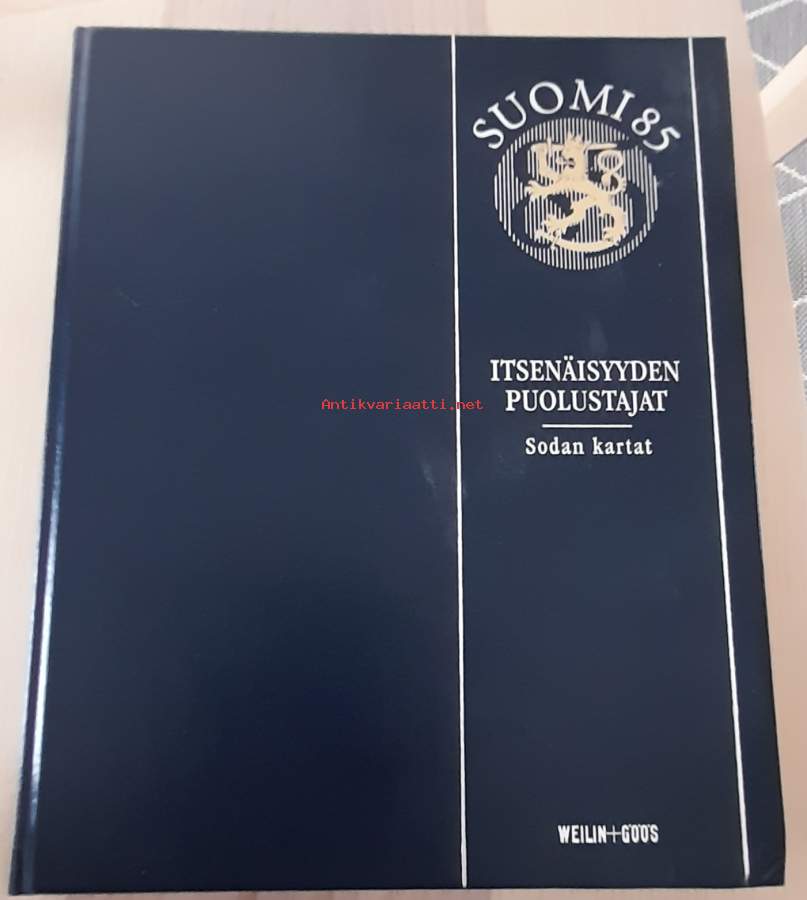 SUOMI 85
ITSENÄISYYDEN
PUOLUSTAJAT
Antikvariaatti.net
Sodan kartat
WEILIN+GÖÖS